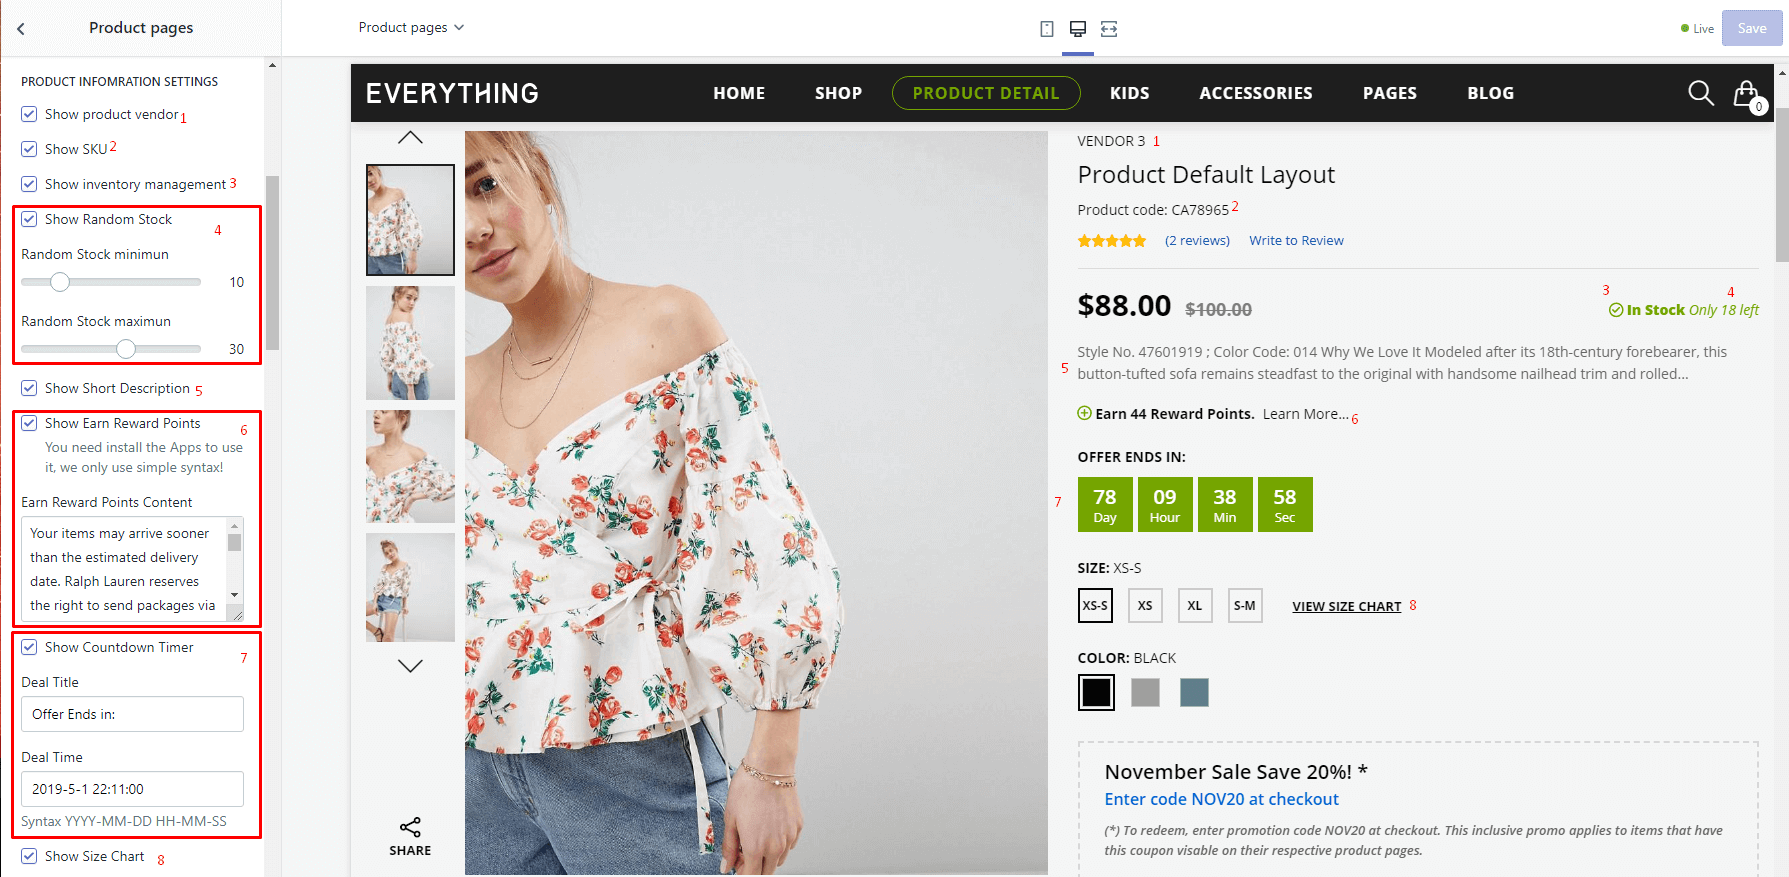 Product pages
Product pages
Live
Save
PRODUCT INFOMRATION SETTINGS
Show product vendor 1
Show SKU 2
Show inventory management 3
Show Random Stock
4
Random Stock minimun
10
Random Stock maximun
30
Show Short Description 5
Show Earn Reward Points
6
You need install the Apps to use
it, we only use simple syntax!
Earn Reward Points Content
Your items may arrive sooner
than the estimated delivery
date. Ralph Lauren reserves
the right to send packages via
Show Countdown Timer
7
Deal Title
Offer Ends in:
Deal Time
2019-5-1 22:11:00
Syntax YYYY-MM-DD HH-MM-SS
Show Size Chart 8
EVERYTHING
HOME SHOP PRODUCT DETAIL KIDS ACCESSORIES PAGES BLOG
0
SHARE
VENDOR 3 1
Product Default Layout
Product code: CA78965 2
(2 reviews) Write to Review
3 4
$88.00 $100.00 In Stock Only 18 left
5
Style No. 47601919 ; Color Code: 014 Why We Love It Modeled after its 18th-century forebearer, this
button-tufted sofa remains steadfast to the original with handsome nailhead trim and rolled...
Earn 44 Reward Points. Learn More... 6
OFFER ENDS IN:
7
78 09 38 58
Day Hour Min Sec
SIZE: XS-S
XS-S XS XL S-M VIEW SIZE CHART 8
COLOR: BLACK
November Sale Save 20%! *
Enter code NOV20 at checkout
(*) To redeem, enter promotion code NOV20 at checkout. This inclusive promo applies to items that have
this coupon visable on their respective product pages.